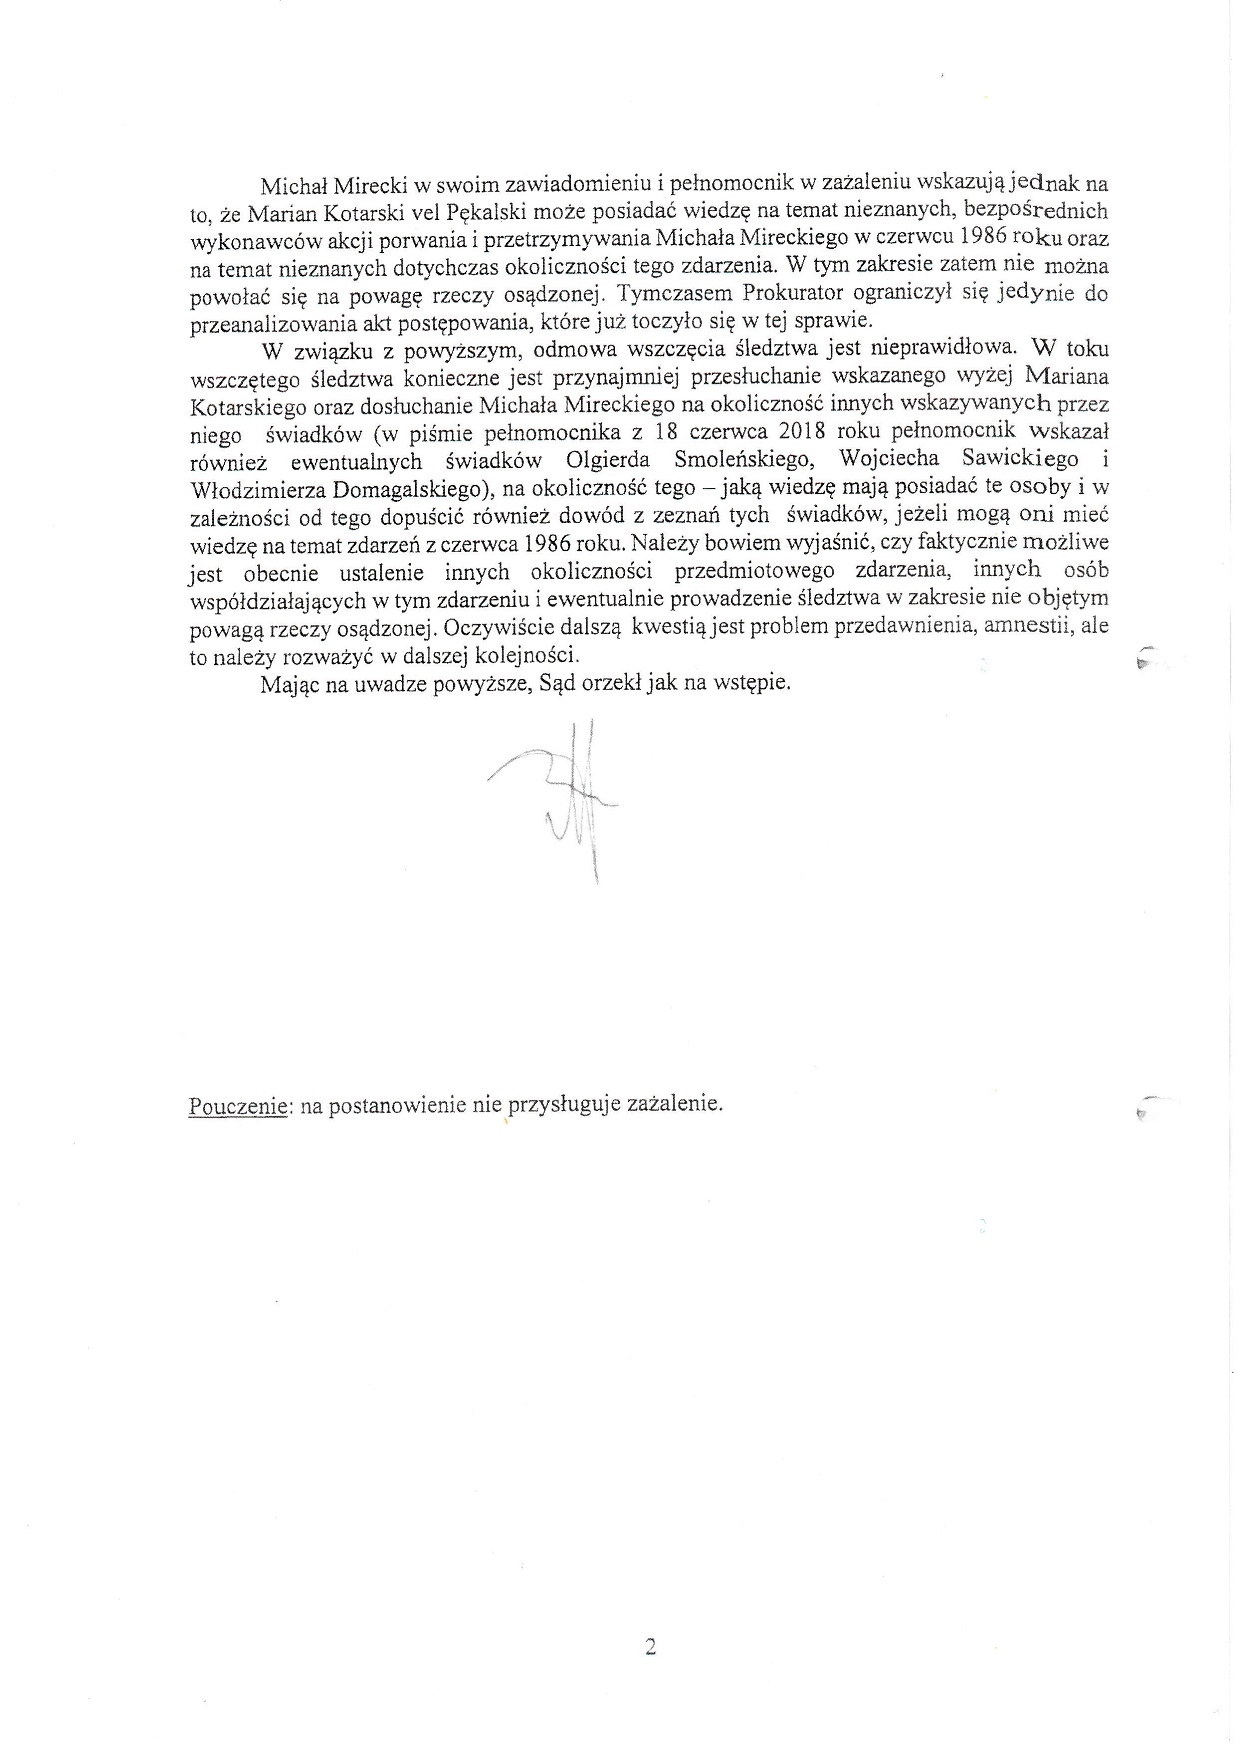 Michał Mirecki w swoim zawiadomieniu i pełnomocnik w zażaleniu wskazują jednak na
to, że Marian Kotarski vel Pękalski może posiadać wiedzę na temat nieznanych, bezpośrednich
wykonawców akcji porwania i przetrzymywania Michała Mireckiego w czerwcu 1986 roku oraz
na temat nieznanych dotychczas okoliczności tego zdarzenia. W tym zakresie zatem nie można
powołać się na powagę rzeczy osądzonej. Tymczasem Prokurator ograniczył się jedynie do
przeanalizowania akt postępowania, które już toczyło się w tej sprawie.
W związku z powyższym, odmowa wszczęcia śledztwa jest nieprawidłowa. W toku
wszczętego śledztwa konieczne jest przynajmniej przesłuchanie wskazanego wyżej Mariana
Kotarskiego oraz dosłuchanie Michała Mireckiego na okoliczność innych wskazywanych przez
niego świadków (w piśmie pełnomocnika z 18 czerwca 2018 roku pełnomocnik wskazał
również ewentualnych świadków Olgierda Smoleńskiego, Wojciecha Sawickiego i
Włodzimierza Domagalskiego), na okoliczność tego – jaką wiedzę mają posiadać te osoby i w
zależności od tego dopuścić również dowód z zeznań tych świadków, jeżeli mogą oni mieć
wiedzę na temat zdarzeń z czerwca 1986 roku. Należy bowiem wyjaśnić, czy faktycznie możliwe
jest obecnie ustalenie innych okoliczności przedmiotowego zdarzenia, innych osób
współdziałających w tym zdarzeniu i ewentualnie prowadzenie śledztwa w zakresie nie objętym
powagą rzeczy osądzonej. Oczywiście dalszą kwestią jest problem przedawnienia, amnestii, ale
to należy rozważyć w dalszej kolejności.
Mając na uwadze powyższe, Sąd orzekł jak na wstępie.
Pouczenie: na postanowienie nie przysługuje zażalenie.
2